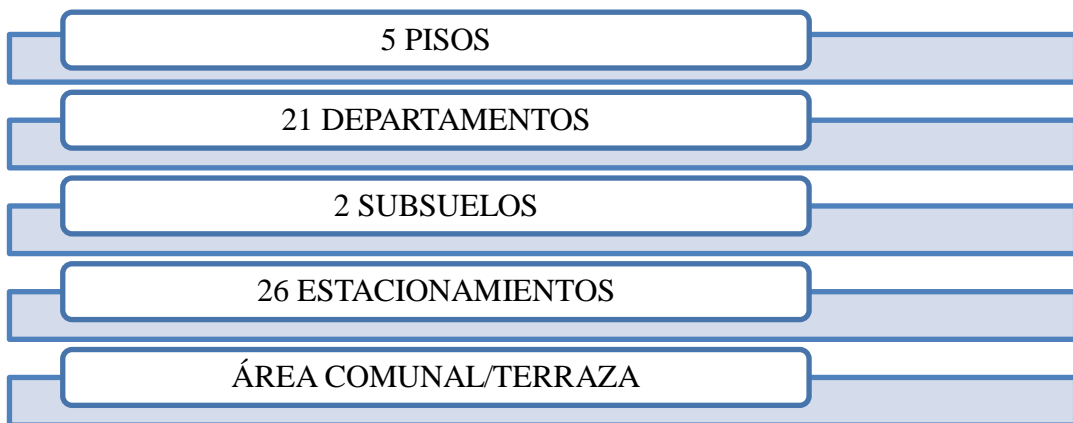 5 PISOS
21 DEPARTAMENTOS
2 SUBSUELOS
26 ESTACIONAMIENTOS
ÁREA COMUNAL/TERRAZA